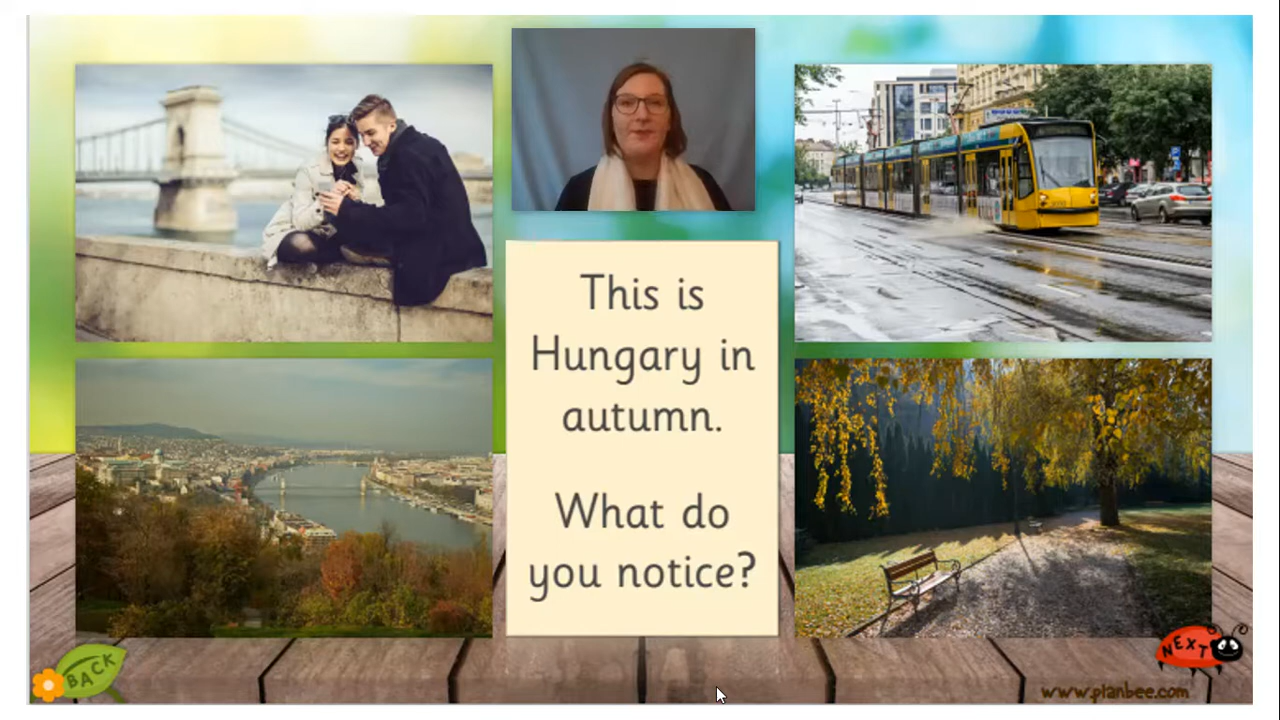 This is
Hungary in
autumn.
What do
you notice?
BACK
NEXT
www.planbee.com